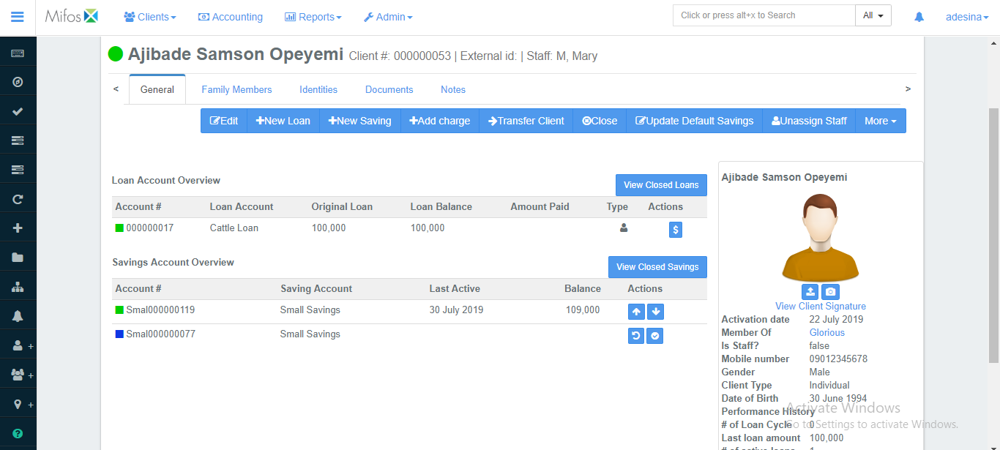 Mifos Clients Accounting Reports Admin Click or press alt+x to Search All adesina
Ajibade Samson Opeyemi Client #: 000000053 | External id: | Staff: M, Mary
< General Family Members Identities Documents Notes >
Edit +New Loan +New Saving +Add charge Transfer Client Close Update Default Savings Unassign Staff More
Loan Account Overview View Closed Loans
Account # Loan Account Original Loan Loan Balance Amount Paid Type Actions
000000017 Cattle Loan 100,000 100,000 $
Savings Account Overview View Closed Savings
Account # Saving Account Last Active Balance Actions
Smal000000119 Small Savings 30 July 2019 109,000
Smal000000077 Small Savings
Ajibade Samson Opeyemi
View Client Signature
Activation date 22 July 2019
Member Of Glorious
Is Staff? false
Mobile number 09012345678
Gender Male
Client Type Individual
Date of Birth 30 June 1994
Performance History
# of Loan Cycle 0
Last loan amount 100,000
# of active loans 1
Activate Windows
Go to Settings to activate Windows.